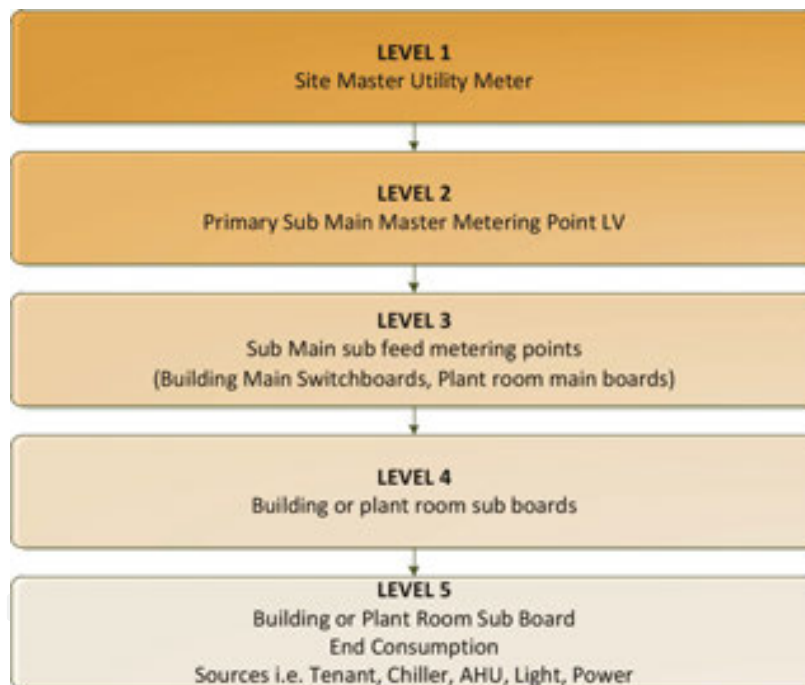 LEVEL 1
Site Master Utility Meter
LEVEL 2
Primary Sub Main Master Metering Point LV
LEVEL 3
Sub Main sub feed metering points
(Building Main Switchboards, Plant room main boards)
LEVEL 4
Building or plant room sub boards
LEVEL 5
Building or Plant Room Sub Board
End Consumption
Sources i.e. Tenant, Chiller, AHU, Light, Power